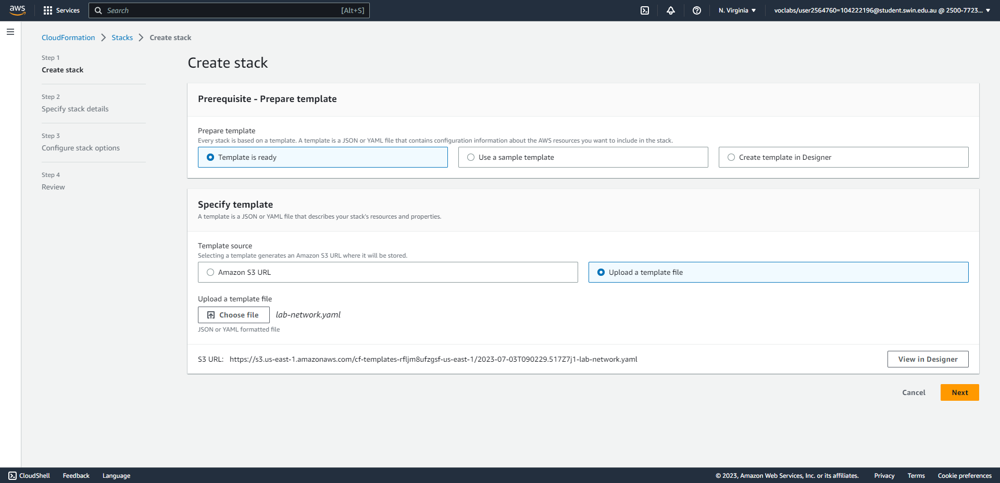 aws
Services
Search
[Alt+S]
N. Virginia
voclabs/user2564760=104222196@student.swin.edu.au @ 2500-7723...
CloudFormation
Stacks
Create stack
Step 1
Create stack
Step 2
Specify stack details
Step 3
Configure stack options
Step 4
Review
Create stack
Prerequisite - Prepare template
Prepare template
Every stack is based on a template. A template is a JSON or YAML file that contains configuration information about the AWS resources you want to include in the stack.
Template is ready
Use a sample template
Create template in Designer
Specify template
A template is a JSON or YAML file that describes your stack's resources and properties.
Template source
Selecting a template generates an Amazon S3 URL where it will be stored.
Amazon S3 URL
Upload a template file
Upload a template file
Choose file
lab-network.yaml
JSON or YAML formatted file
S3 URL: https://s3.us-east-1.amazonaws.com/cf-templates-rfljm8ufzgsf-us-east-1/2023-07-03T090229.517Z7j1-lab-network.yaml
View in Designer
Cancel
Next
CloudShell
Feedback
Language
© 2023, Amazon Web Services, Inc. or its affiliates.
Privacy
Terms
Cookie preferences